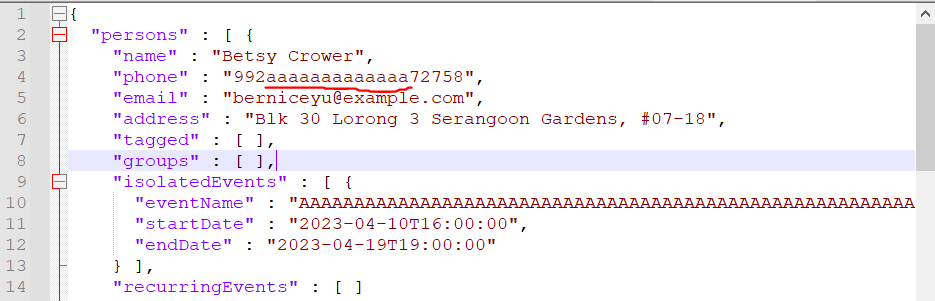 1 {
2 "persons" : [ {
3 "name" : "Betsy Crower",
4 "phone" : "992aaaaaaaaaaaaa72758",
5 "email" : "berniceyu@example.com",
6 "address" : "Blk 30 Lorong 3 Serangoon Gardens, #07-18",
7 "tagged" : [ ],
8 "groups" : [ ],
9 "isolatedEvents" : [ {
10 "eventName" : "AAAAAAAAAAAAAAAAAAAAAAAAAAAAAAAAAAAAAAAAAAAAAAAAAAAAAAAA
11 "startDate" : "2023-04-10T16:00:00",
12 "endDate" : "2023-04-19T19:00:00"
13 } ],
14 "recurringEvents" : [ ]